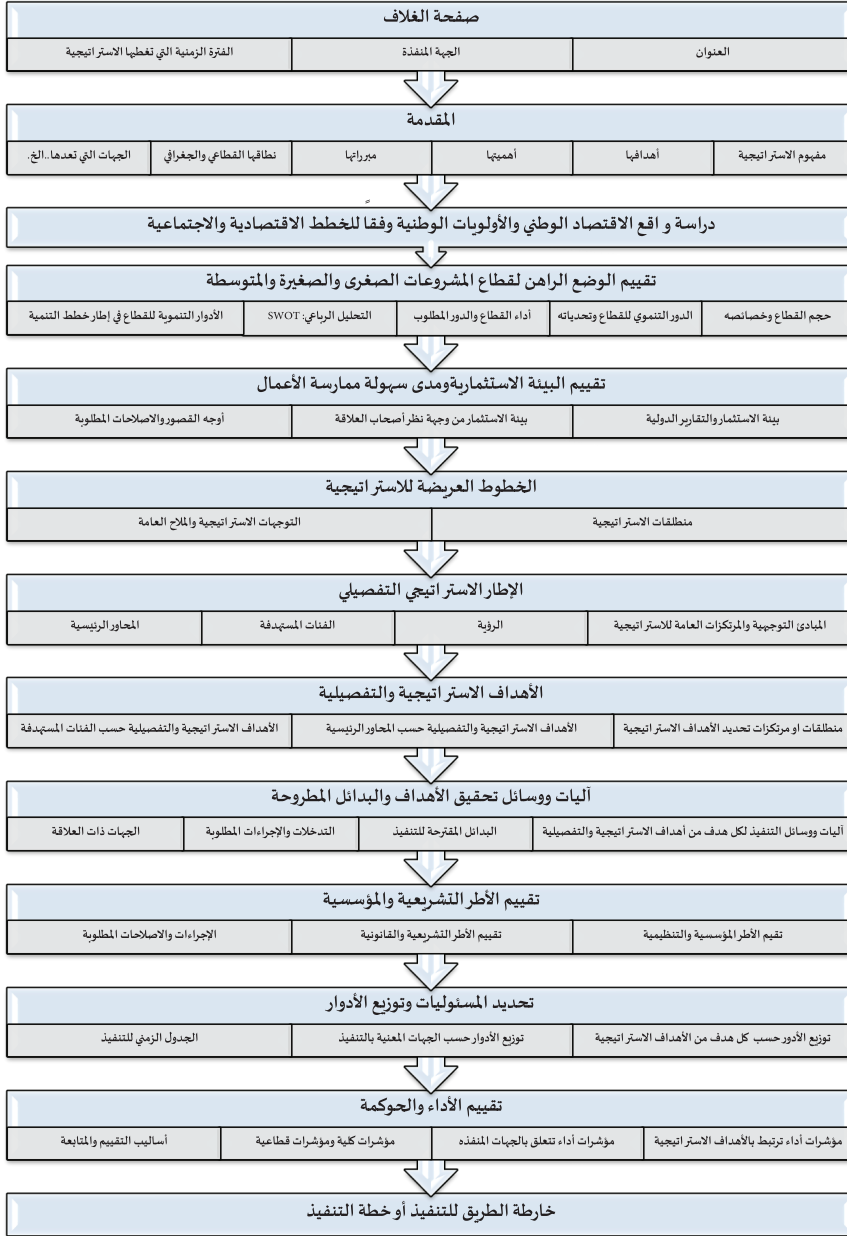 صفحة الغلاف
العنوان
الجهة المنفذة
الفترة الزمنية التي تغطيها الاستراتيجية
المقدمة
مفهوم الاستراتيجية
أهدافها
أهميتها
مبرراتها
نطاقها القطاعي والجغرافي
الجهات التي تعدها..الخ.
دراسة واقع الاقتصاد الوطني والأولويات الوطنية وفقاً للخطط الاقتصادية والاجتماعية
تقييم الوضع الراهن لقطاع المشروعات الصغرى والصغيرة والمتوسطة
حجم القطاع وخصائصه
الدور التنموي للقطاع وتحدياته
أداء القطاع والدور المطلوب
التحليل الرباعي: SWOT
الأدوار التنموية للقطاع في إطار خطط التنمية
تقييم البيئة الاستثمارية ومدى سهولة ممارسة الأعمال
بيئة الاستثمار والتقارير الدولية
بيئة الاستثمار من وجهة نظر أصحاب العلاقة
أوجه القصور والاصلاحات المطلوبة
الخطوط العريضة للاستراتيجية
منطلقات الاستراتيجية
التوجهات الاستراتيجية والملاح العامة
الإطار الاستراتيجي التفصيلي
المبادئ التوجيهية والمرتكزات العامة للاستراتيجية
الرؤية
الفئات المستهدفة
المحاور الرئيسية
الأهداف الاستراتيجية والتفصيلية
منطلقات او مرتكزات تحديد الأهداف الاستراتيجية
الأهداف الاستراتيجية والتفصيلية حسب المحاور الرئيسية
الأهداف الاستراتيجية والتفصيلية حسب الفئات المستهدفة
آليات ووسائل تحقيق الأهداف والبدائل المطروحة
آليات ووسائل التنفيذ لكل هدف من أهداف الاستراتيجية والتفصيلية
البدائل المقترحة للتنفيذ
التدخلات والإجراءات المطلوبة
الجهات ذات العلاقة
تقييم الأطر التشريعية والمؤسسية
تقيم الأطر المؤسسية والتنظيمية
تقييم الأطر التشريعية والقانونية
الإجراءات والاصلاحات المطلوبة
تحديد المسئوليات وتوزيع الأدوار
توزيع الأدور حسب كل هدف من الأهداف الاستراتيجية
توزيع الأدوار حسب الجهات المعنية بالتنفيذ
الجدول الزمني للتنفيذ
تقييم الأداء والحوكمة
مؤشرات أداء ترتبط بالأهداف الاستراتيجية
مؤشرات أداء تتعلق بالجهات المنفذه
مؤشرات كلية ومؤشرات قطاعية
أساليب التقييم والمتابعة
خارطة الطريق للتنفيذ أو خطة التنفيذ